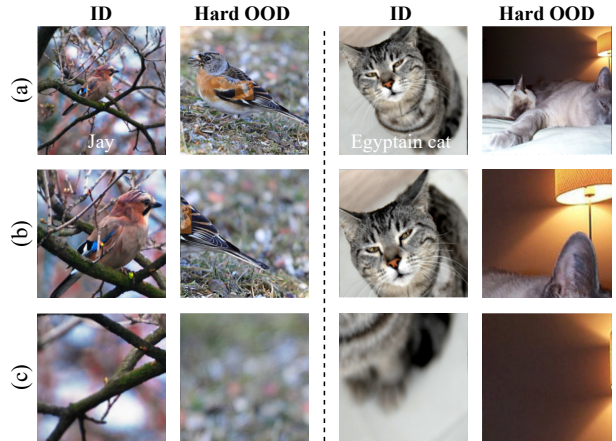 ID Hard OOD ID Hard OOD
(a)
Jay Egyptain cat
(b)
(c)